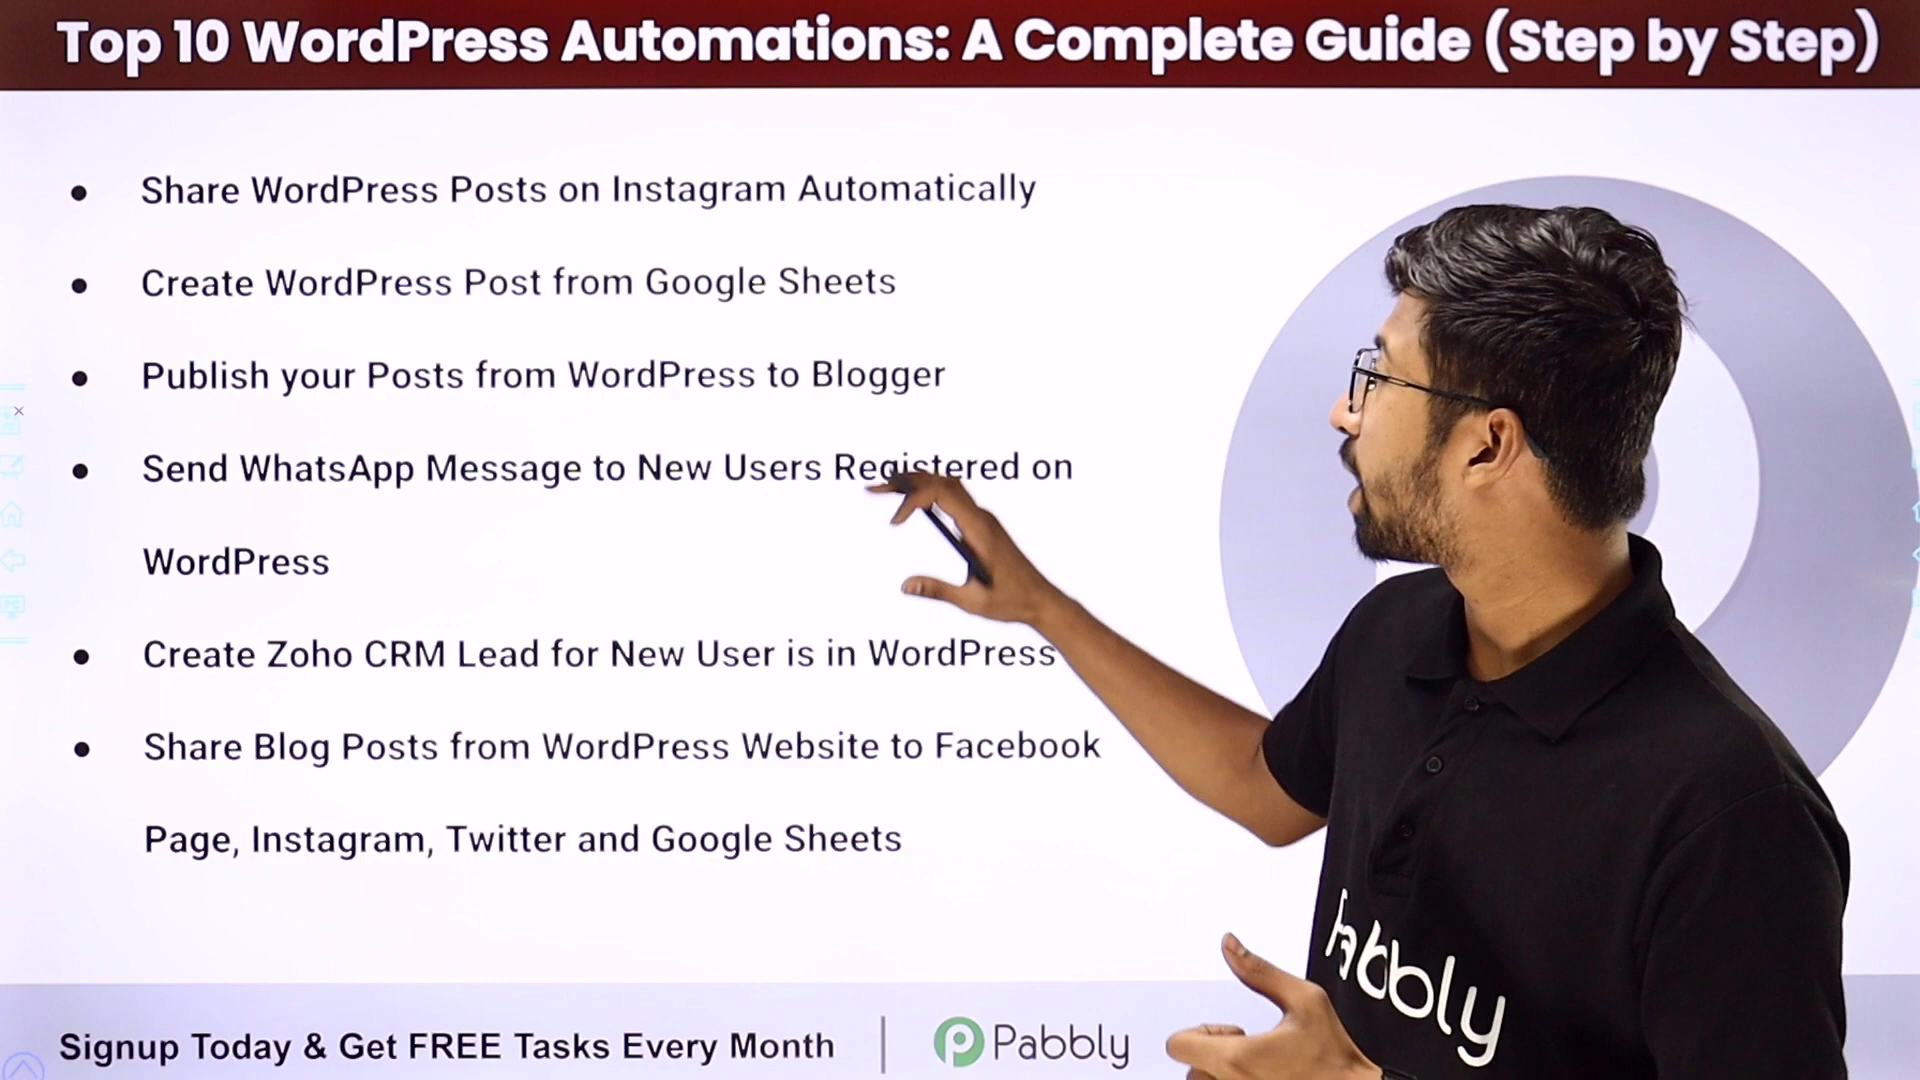 Top 10 WordPress Automations: A Complete Guide (Step by Step)
• Share WordPress Posts on Instagram Automatically
• Create WordPress Post from Google Sheets
• Publish your Posts from WordPress to Blogger
• Send WhatsApp Message to New Users Registered on
WordPress
• Create Zoho CRM Lead for New User is in WordPress
• Share Blog Posts from WordPress Website to Facebook
Page, Instagram, Twitter and Google Sheets
Pabbly
Signup Today & Get FREE Tasks Every Month | Pabbly